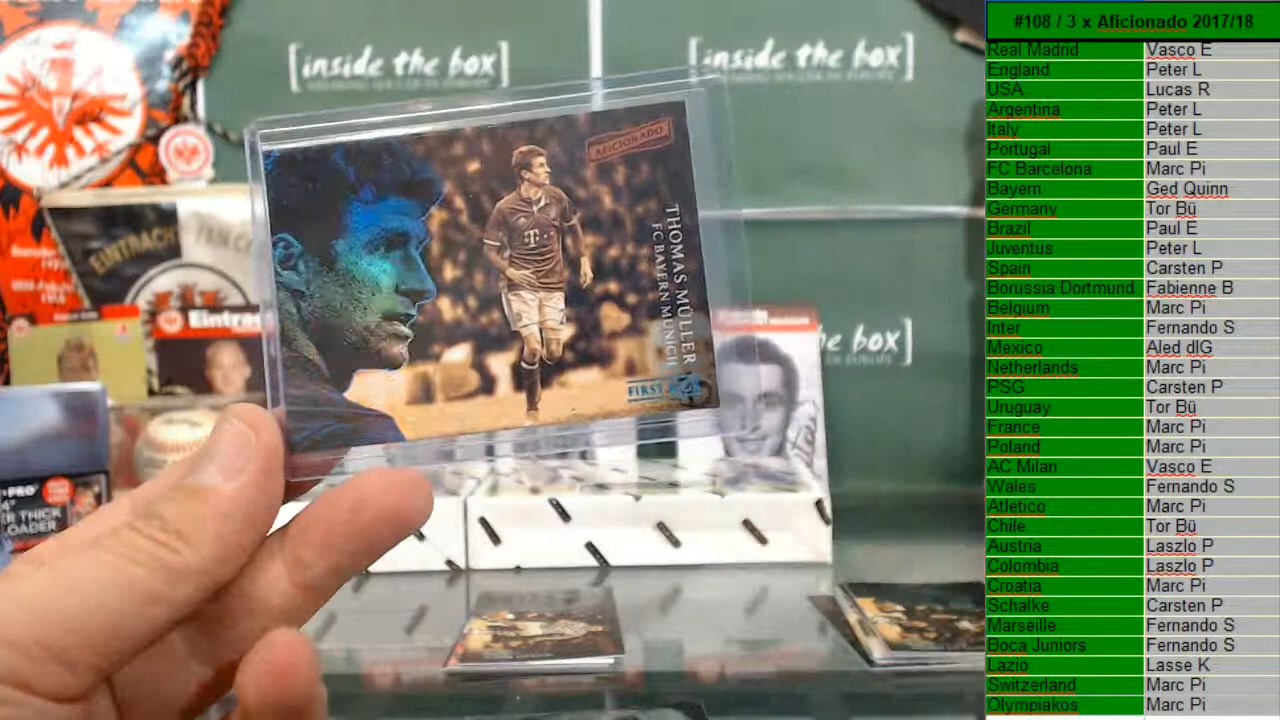 #108 / 3 x Aficionado 2017/18
Real Madrid Vasco E
England Peter L
USA Lucas R
Argentina Peter L
Italy Peter L
Portugal Paul E
FC Barcelona Marc Pi
Bayern Ged Quinn
Germany Tor Bü
Brazil Paul E
Juventus Peter L
Spain Carsten P
Borussia Dortmund Fabienne B
Belgium Marc Pi
Inter Fernando S
Mexico Aled dlG
Netherlands Marc Pi
PSG Carsten P
Uruguay Tor Bü
France Marc Pi
Poland Marc Pi
AC Milan Vasco E
Wales Fernando S
Atletico Marc Pi
Chile Tor Bü
Austria Laszlo P
Colombia Laszlo P
Croatia Marc Pi
Schalke Carsten P
Marseille Fernando S
Boca Juniors Fernando S
Lazio Lasse K
Switzerland Marc Pi
Olympiakos Marc Pi
[inside the box]
[inside the box]
he box]
AFICIONADO
THOMAS MÜLLER
FC BAYERN MUNICH
FIRST
T
EINTRACHT
Eintrac
THICK
OADER